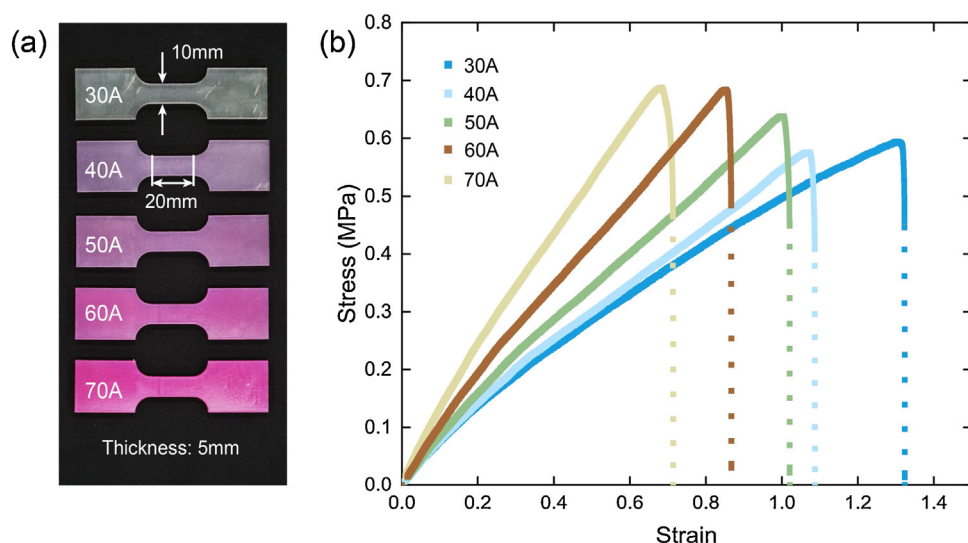 (a)
10mm
30A
40A
20mm
50A
60A
70A
Thickness: 5mm
(b)
0.8
0.7
0.6
0.5
0.4
0.3
0.2
0.1
0.0
Stress (MPa)
30A
40A
50A
60A
70A
0.0 0.2 0.4 0.6 0.8 1.0 1.2 1.4
Strain